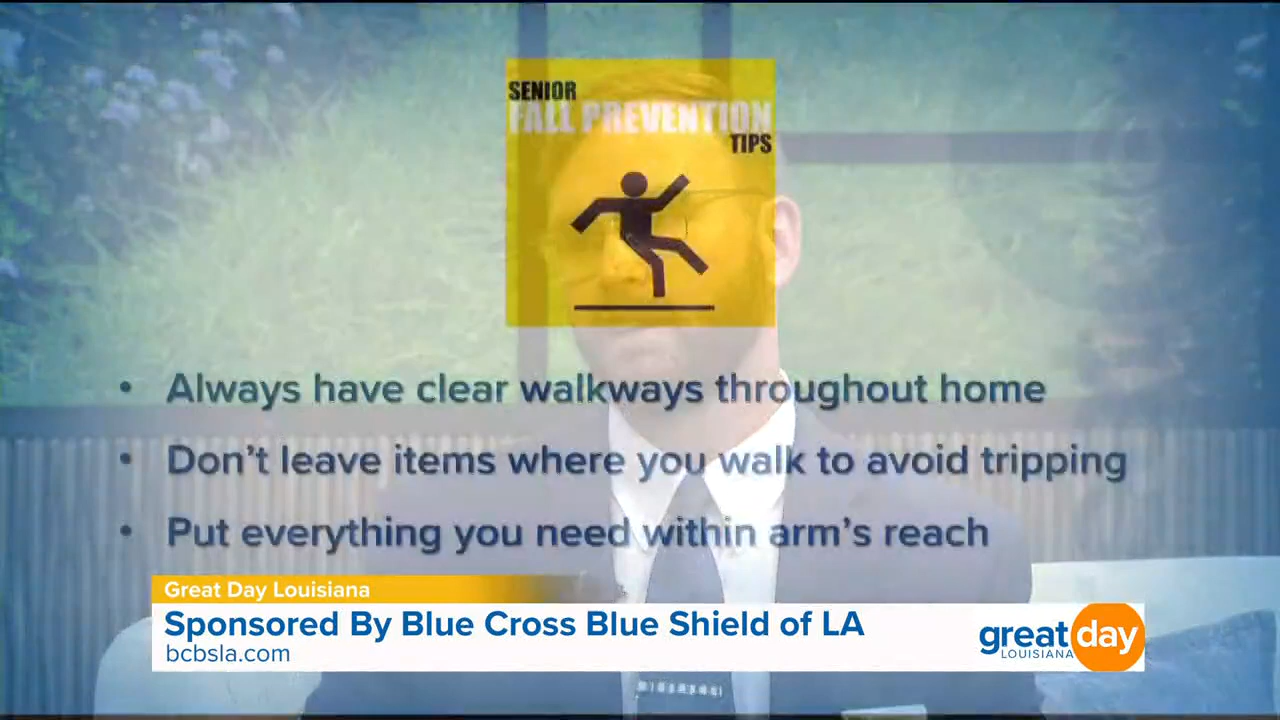 SENIOR
FALL PREVENTION
TIPS
• Always have clear walkways throughout home
• Don't leave items where you walk to avoid tripping
• Put everything you need within arm's reach
Great Day Louisiana
Sponsored By Blue Cross Blue Shield of LA
bcbsla.com
great day
LOUISIANA